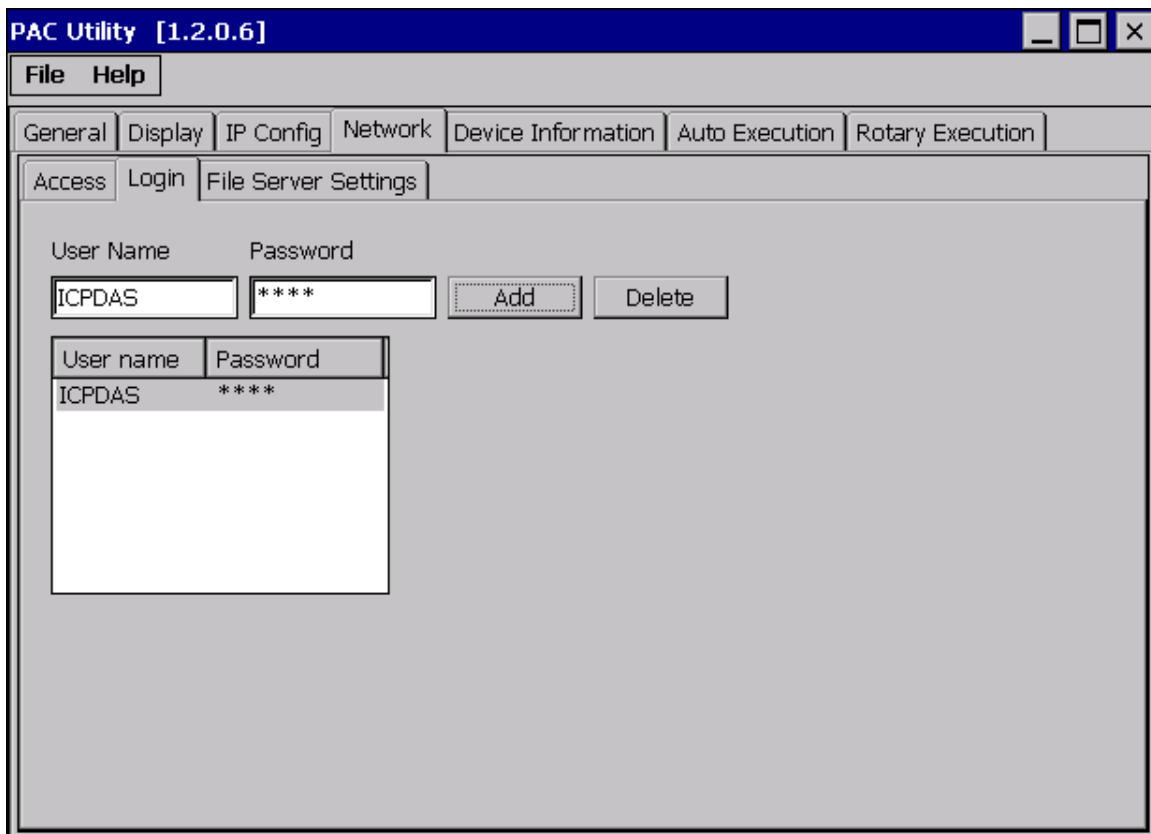 PAC Utility [1.2.0.6]
File Help
General Display IP Config Network Device Information Auto Execution Rotary Execution
Access Login File Server Settings
User Name Password
ICPDAS **** Add Delete
User name Password
ICPDAS ****